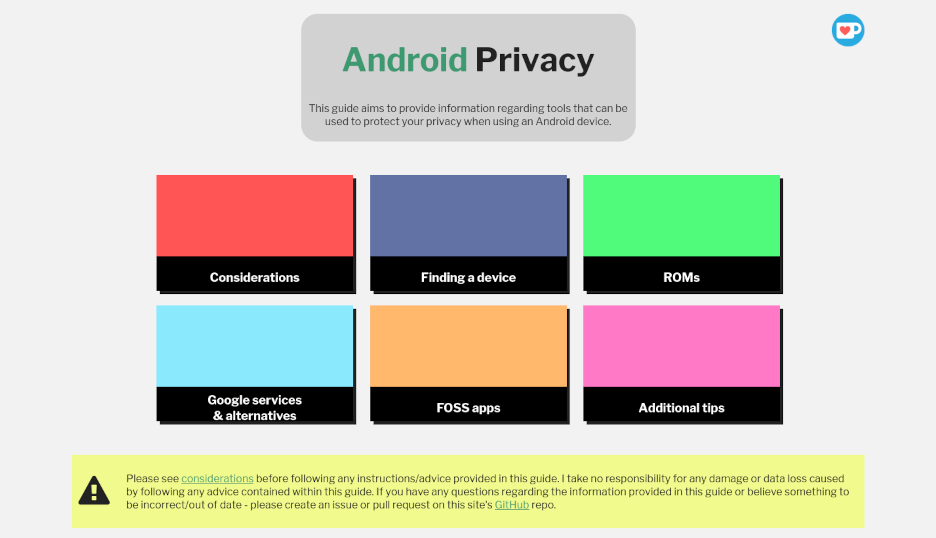 Android Privacy
This guide aims to provide information regarding tools that can be
used to protect your privacy when using an Android device.
Considerations
Finding a device
ROMs
Google services
& alternatives
FOSS apps
Additional tips
Please see considerations before following any instructions/advice provided in this guide. I take no responsibility for any damage or data loss caused
by following any advice contained within this guide. If you have any questions regarding the information provided in this guide or believe something to
be incorrect/out of date - please create an issue or pull request on this site's GitHub repo.